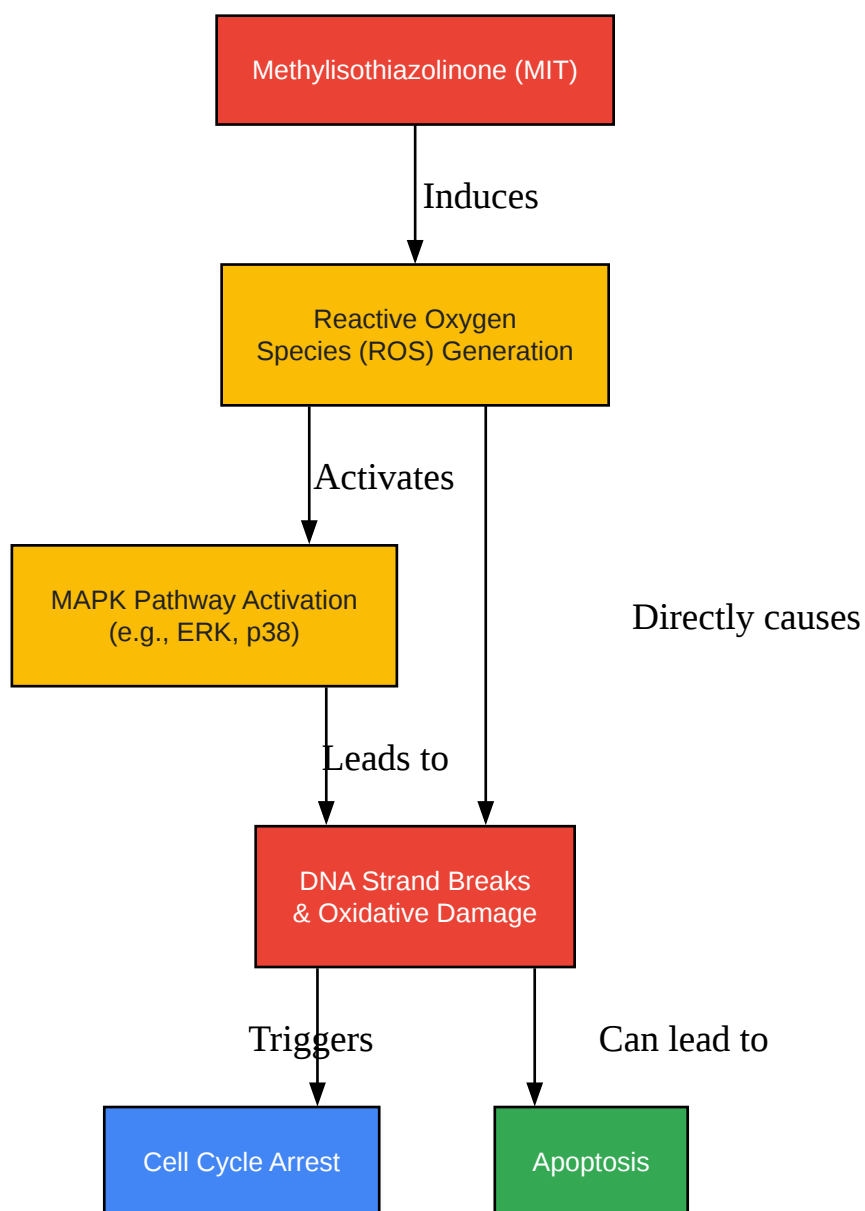 Methylisothiazolinone (MIT)
Induces
Reactive Oxygen
Species (ROS) Generation
Activates
MAPK Pathway Activation
(e.g., ERK, p38)
Directly causes
Leads to
DNA Strand Breaks
& Oxidative Damage
Triggers
Can lead to
Cell Cycle Arrest
Apoptosis